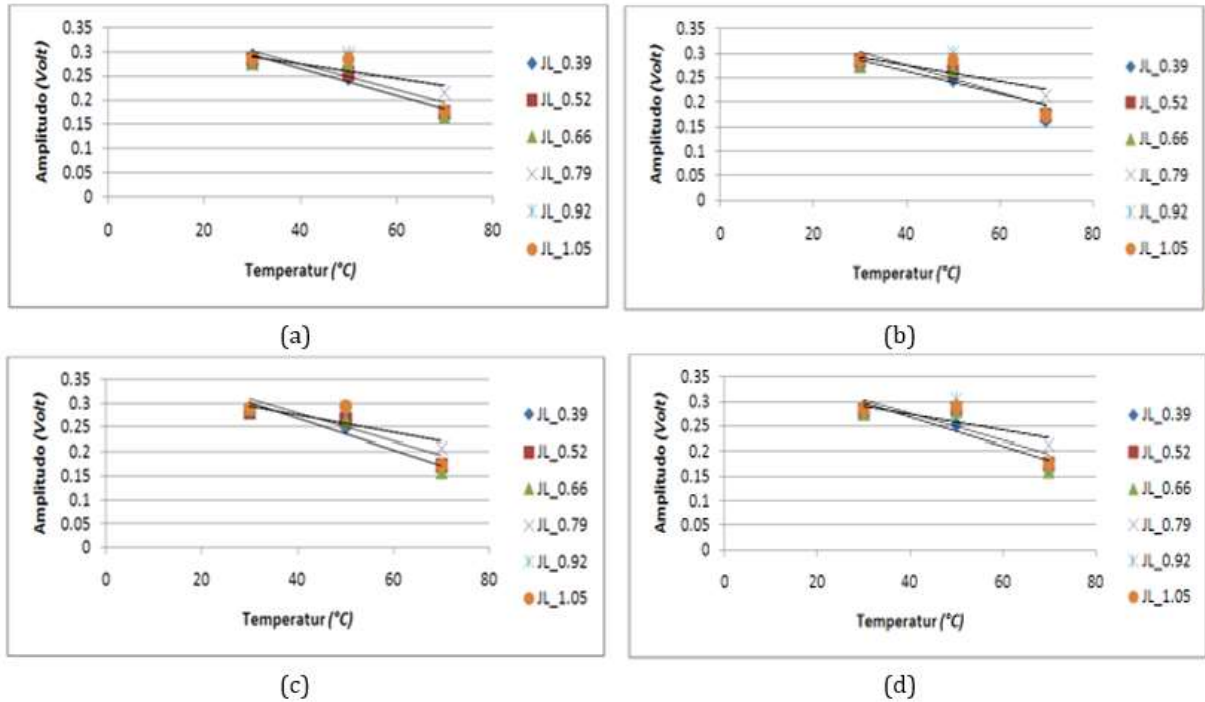 0.35
0.3
0.25
0.2
0.15
0.1
0.05
0
Amplitudo (Volt)
0 20 40 60 80
Temperatur (°C)
JL_0.39
JL_0.52
JL_0.66
JL_0.79
JL_0.92
JL_1.05
(a)
0.35
0.3
0.25
0.2
0.15
0.1
0.05
0
Amplitudo (Volt)
0 20 40 60 80
Temperatur (°C)
JL_0.39
JL_0.52
JL_0.66
JL_0.79
JL_0.92
JL_1.05
(b)
0.35
0.3
0.25
0.2
0.15
0.1
0.05
0
Amplitudo (Volt)
0 20 40 60 80
Temperatur (°C)
JL_0.39
JL_0.52
JL_0.66
JL_0.79
JL_0.92
JL_1.05
(c)
0.35
0.3
0.25
0.2
0.15
0.1
0.05
0
Amplitudo (Volt)
0 20 40 60 80
Temperatur (°C)
JL_0.39
JL_0.52
JL_0.66
JL_0.79
JL_0.92
JL_1.05
(d)